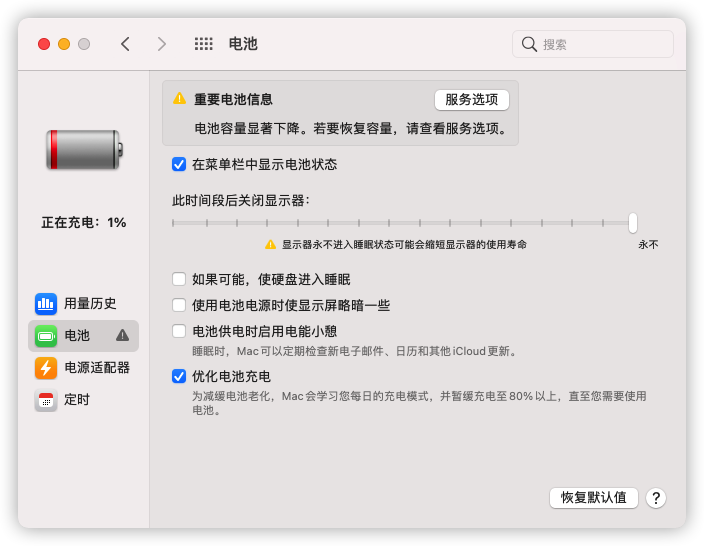 电池
搜索
重要电池信息
服务选项
电池容量显著下降。若要恢复容量，请查看服务选项。
正在充电：1%
用量历史
电池
电源适配器
定时
在菜单栏中显示电池状态
此时间段后关闭显示器：
显示器永不进入睡眠状态可能会缩短显示器的使用寿命
永不
如果可能，使硬盘进入睡眠
使用电池电源时使显示屏略暗一些
电池供电时启用电能小憩
睡眠时，Mac 可以定期检查新电子邮件、日历和其他 iCloud 更新。
优化电池充电
为减缓电池老化，Mac 会学习您每日的充电模式，并暂缓充电至 80% 以上，直至您需要使用
电池。
恢复默认值
?